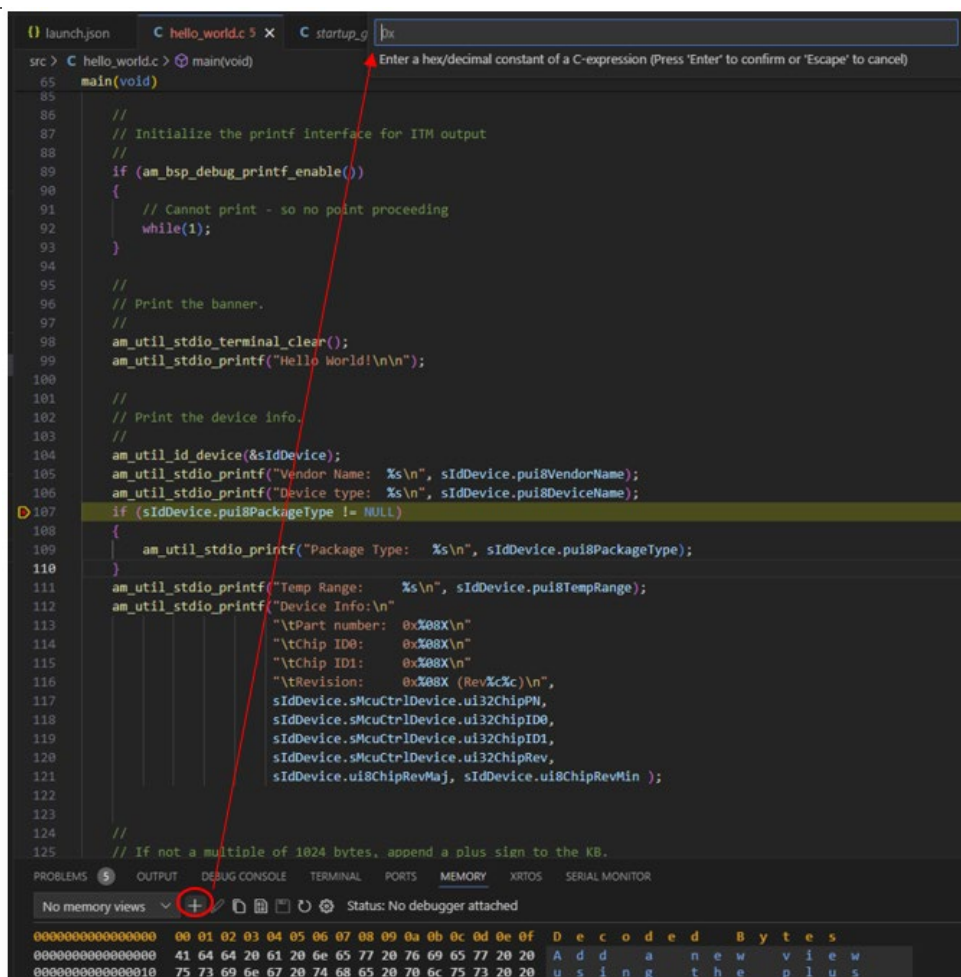 {} launch.json C hello_world.c 5 × C startup_g 0x
src > C hello_world.c > main(void) Enter a hex/decimal constant of a C-expression (Press 'Enter' to confirm or 'Escape' to cancel)
65 main(void)
85
86 //
87 // Initialize the printf interface for ITM output
88 //
89 if (am_bsp_debug_printf_enable())
90 {
91 // Cannot print - so no point proceeding
92 while(1);
93 }
94
95 //
96 // Print the banner.
97 //
98 am_util_stdio_terminal_clear();
99 am_util_stdio_printf("Hello World!\n\n");
100
101 //
102 // Print the device info.
103 //
104 am_util_id_device(&sIdDevice);
105 am_util_stdio_printf("Vendor Name: %s\n", sIdDevice.pui8VendorName);
106 am_util_stdio_printf("Device type: %s\n", sIdDevice.pui8DeviceName);
107 if (sIdDevice.pui8PackageType != NULL)
108 {
109 am_util_stdio_printf("Package Type: %s\n", sIdDevice.pui8PackageType);
110 }
111 am_util_stdio_printf("Temp Range: %s\n", sIdDevice.pui8TempRange);
112 am_util_stdio_printf("Device Info:\n"
113 "\tPart number: 0x%08X\n"
114 "\tChip ID0: 0x%08X\n"
115 "\tChip ID1: 0x%08X\n"
116 "\tRevision: 0x%08X (Rev%c%c)\n",
117 sIdDevice.sMcuCtrlDevice.ui32ChipPN,
118 sIdDevice.sMcuCtrlDevice.ui32ChipID0,
119 sIdDevice.sMcuCtrlDevice.ui32ChipID1,
120 sIdDevice.sMcuCtrlDevice.ui32ChipRev,
121 sIdDevice.ui8ChipRevMaj, sIdDevice.ui8ChipRevMin );
122
123
124 //
125 // If not a multiple of 1024 bytes, append a plus sign to the KB.
PROBLEMS 5 OUTPUT DEBUG CONSOLE TERMINAL PORTS MEMORY XRTOS SERIAL MONITOR
No memory views Status: No debugger attached
0000000000000000 00 01 02 03 04 05 06 07 08 09 0a 0b 0c 0d 0e 0f D e c o d e d B y t e s
0000000000000000 41 64 64 20 61 20 6e 65 77 20 76 69 65 77 20 20 A d d a n e w v i e w
0000000000000010 75 73 69 6e 67 20 74 68 65 20 70 6c 75 73 20 20 u s i n g t h e p l u s